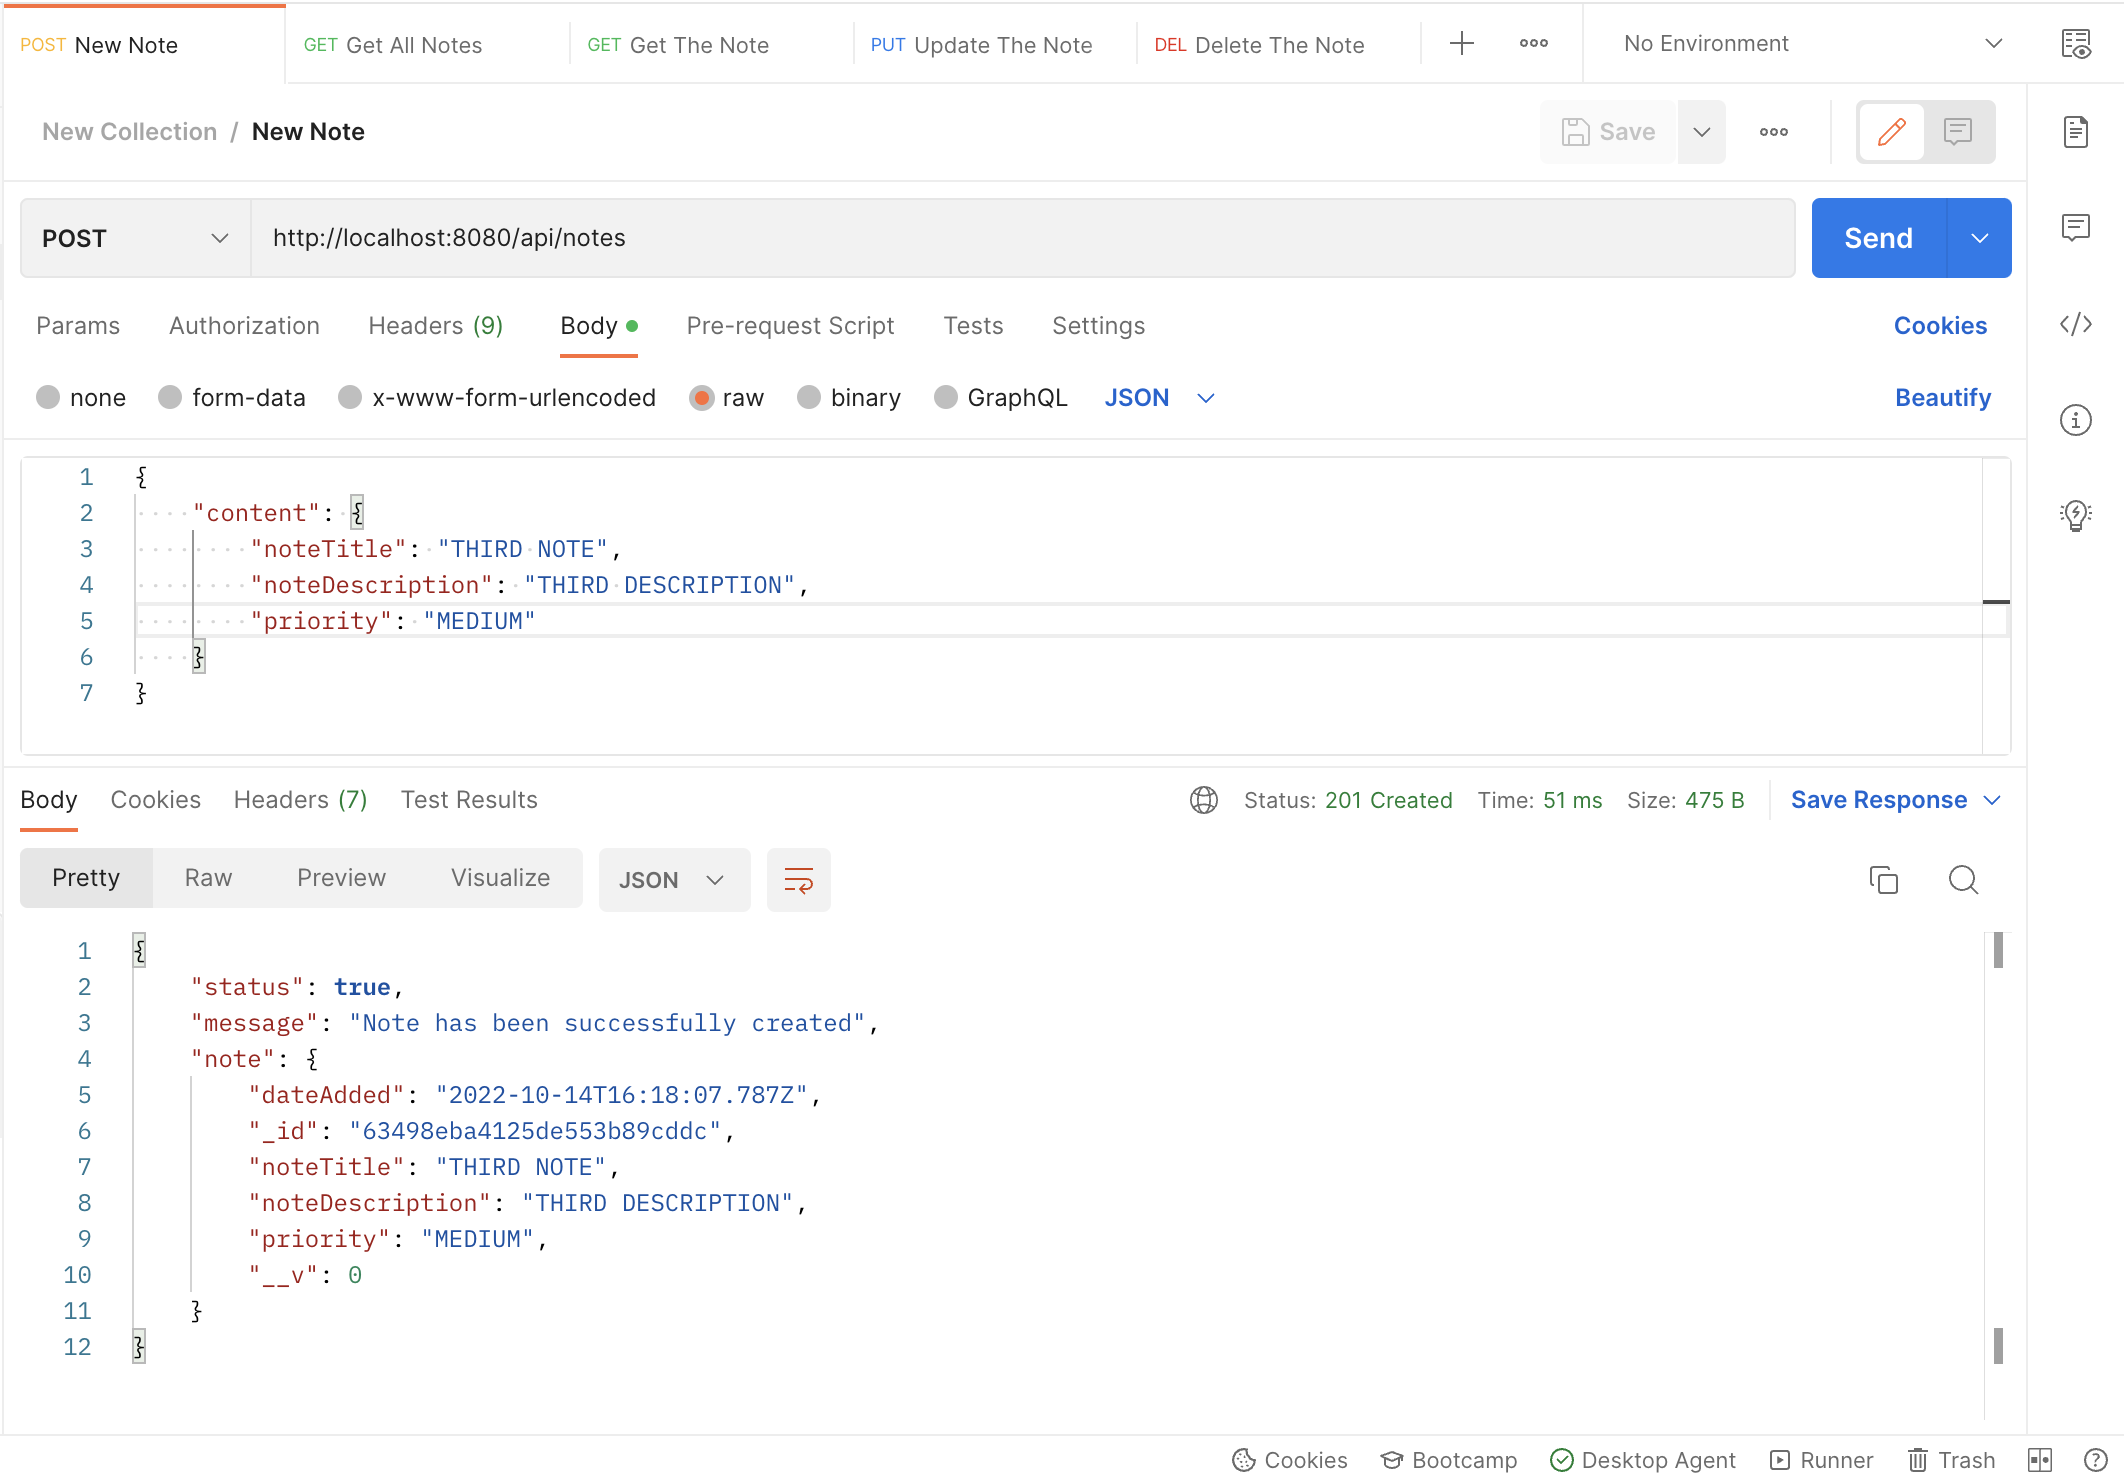 POST New Note GET Get All Notes GET Get The Note PUT Update The Note DEL Delete The Note No Environment
New Collection / New Note Save
POST http://localhost:8080/api/notes Send
Params Authorization Headers (9) Body Pre-request Script Tests Settings Cookies
none form-data x-www-form-urlencoded raw binary GraphQL JSON Beautify
1 {
2 "content": {
3 "noteTitle": "THIRD NOTE",
4 "noteDescription": "THIRD DESCRIPTION",
5 "priority": "MEDIUM"
6 }
7 }
Body Cookies Headers (7) Test Results Status: 201 Created Time: 51 ms Size: 475 B Save Response
Pretty Raw Preview Visualize JSON
1 {
2 "status": true,
3 "message": "Note has been successfully created",
4 "note": {
5 "dateAdded": "2022-10-14T16:18:07.787Z",
6 "_id": "63498eba4125de553b89cddc",
7 "noteTitle": "THIRD NOTE",
8 "noteDescription": "THIRD DESCRIPTION",
9 "priority": "MEDIUM",
10 "__v": 0
11 }
12 }
Cookies Bootcamp Desktop Agent Runner Trash